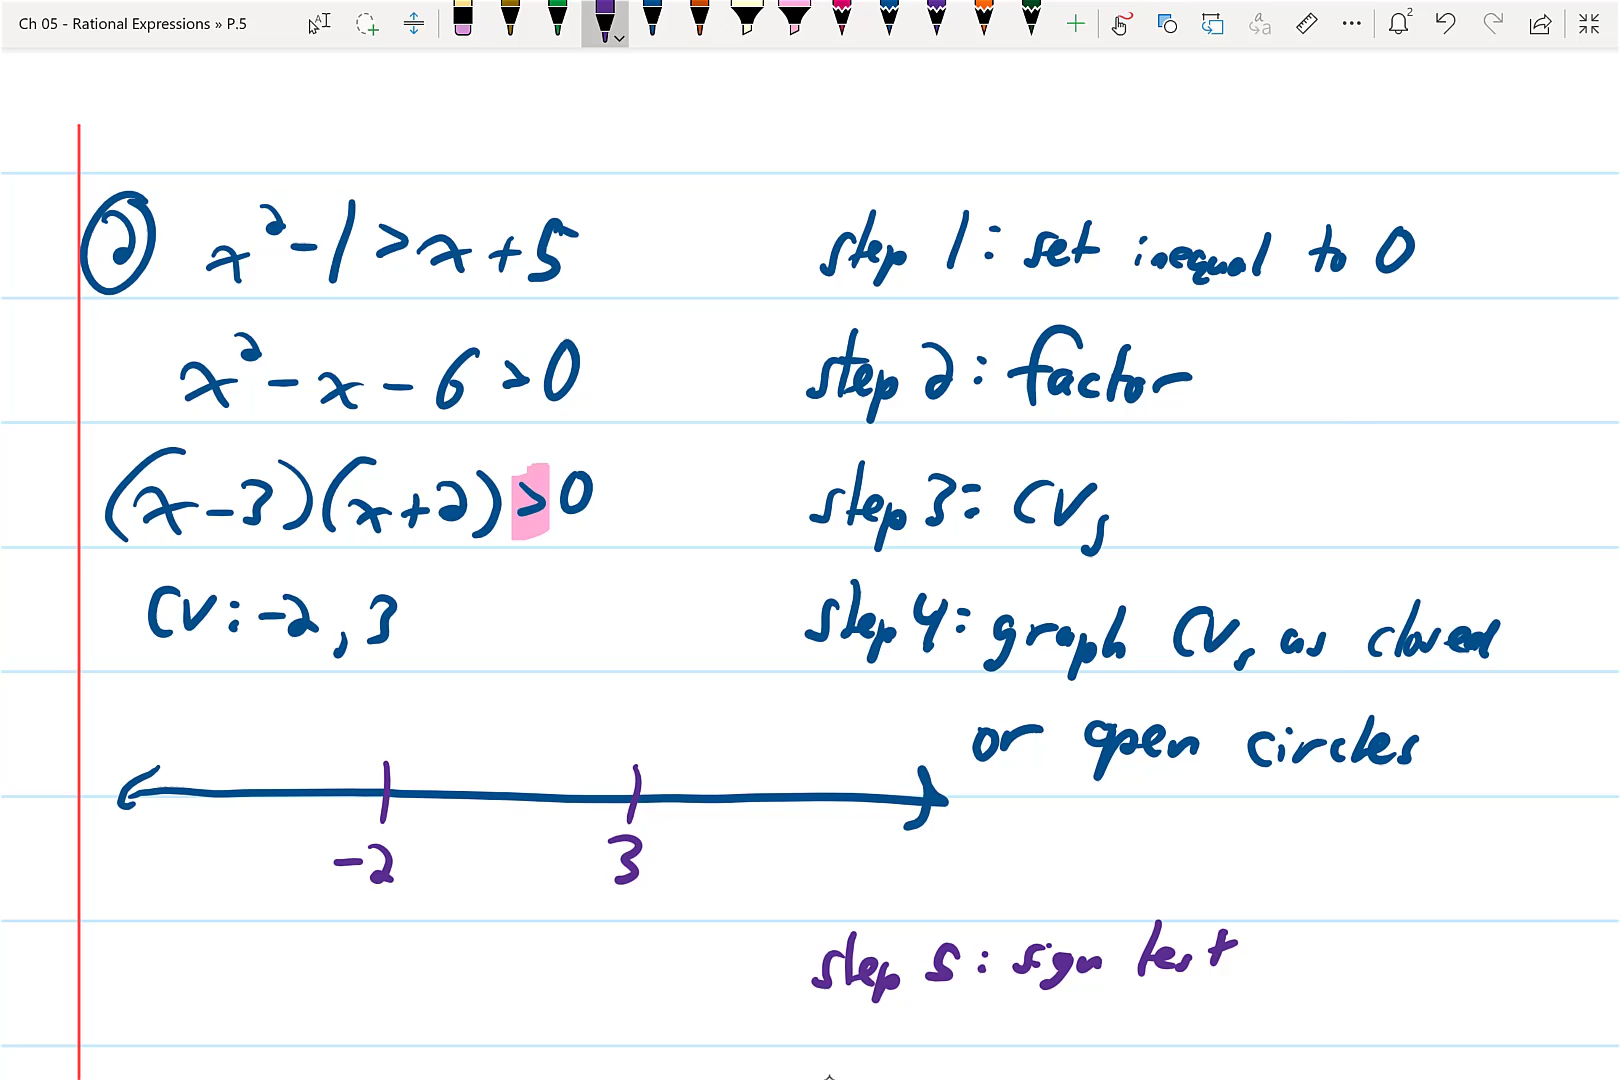 Ch 05 - Rational Expressions » P.5
② x² - 1 > x + 5
step 1: set inequal to 0
x² - x - 6 > 0
step 2: factor
(x - 3)(x + 2) > 0
step 3: CVs
CV: -2, 3
step 4: graph CVs as closed
or open circles
-2 3
step 5: sign test